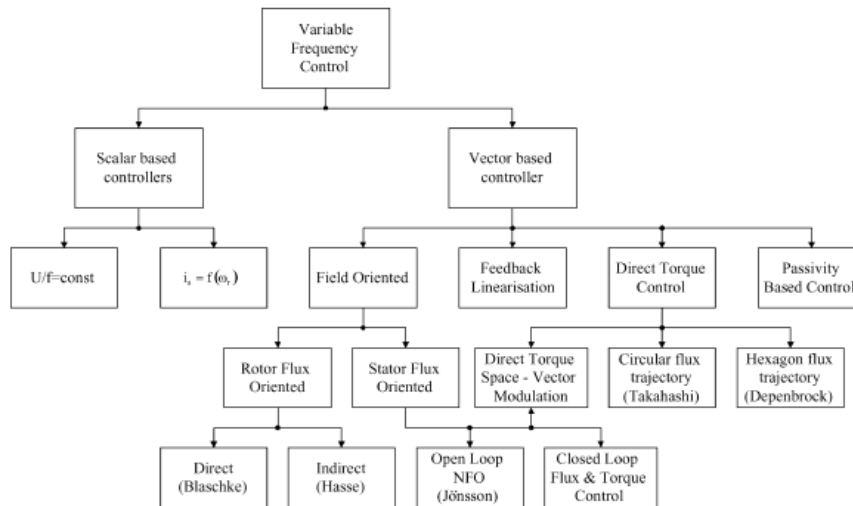 Variable
Frequency
Control
Scalar based
controllers
Vector based
controller
U/f=const
iₛ = f(ωᵣ)
Field Oriented
Feedback
Linearisation
Direct Torque
Control
Passivity
Based Control
Rotor Flux
Oriented
Stator Flux
Oriented
Direct Torque
Space - Vector
Modulation
Circular flux
trajectory
(Takahashi)
Hexagon flux
trajectory
(Depenbrock)
Direct
(Blaschke)
Indirect
(Hasse)
Open Loop
NFO
(Jönsson)
Closed Loop
Flux & Torque
Control